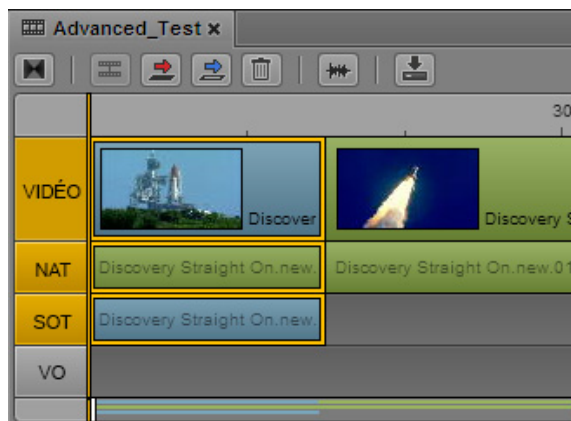 Advanced_Test x
30
VIDÉO
Discover
Discovery S
NAT
Discovery Straight On.new.
Discovery Straight On.new.01
SOT
Discovery Straight On.new.
VO